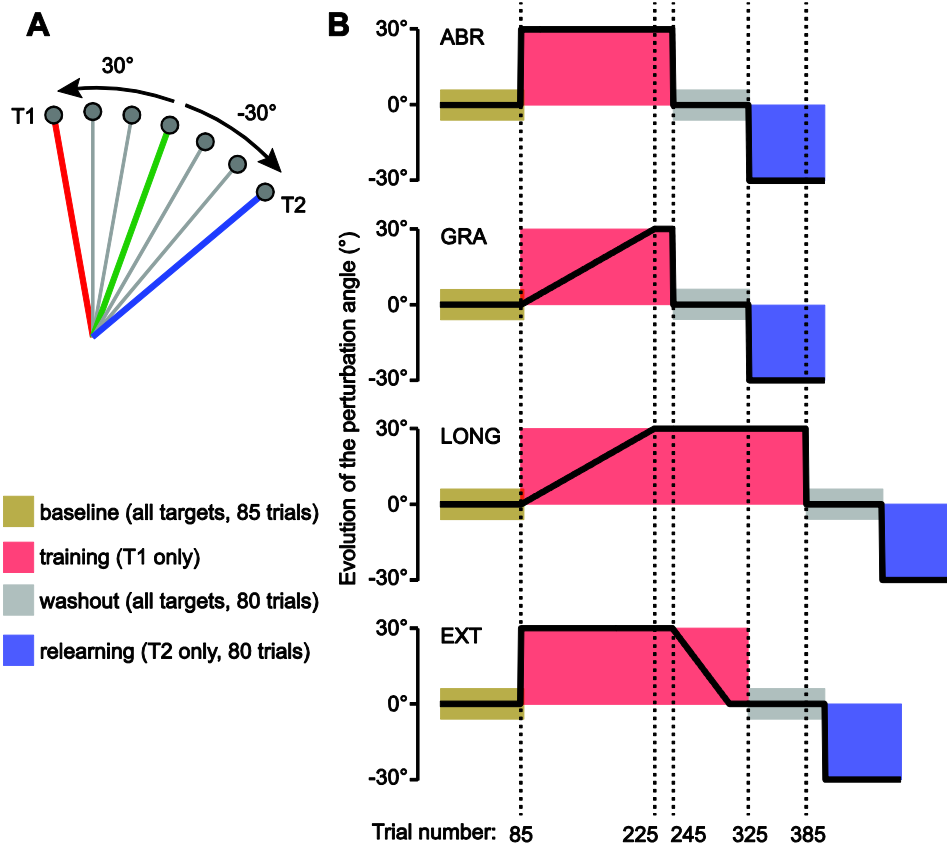 A
30°
-30°
T1
T2
baseline (all targets, 85 trials)
training (T1 only)
washout (all targets, 80 trials)
relearning (T2 only, 80 trials)
B
Evolution of the perturbation angle (°)
30°
ABR
0°
-30°
30°
GRA
0°
-30°
30°
LONG
0°
-30°
30°
EXT
0°
-30°
Trial number: 85 225 245 325 385